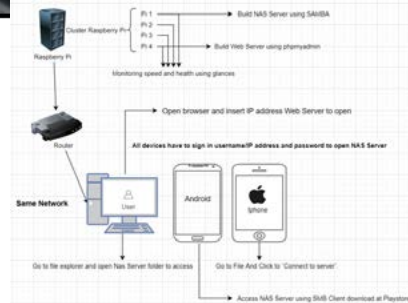 Pi 1
Build NAS Server using SAMBA
Cluster Raspberry Pi
Pi 2
Pi 3
Pi 4
Build Web Server using phpmyadmin
Raspberry Pi
Monitoring speed and health using glances
Open browser and insert IP address Web Server to open
Router
All devices have to sign in username/IP address and password to open NAS Server
Same Network
User
Android
Iphone
Go to file explorer and open Nas Server folder to access
Go to File And Click to 'Connect to server'
Access NAS Server using SMB Client download at Playstore